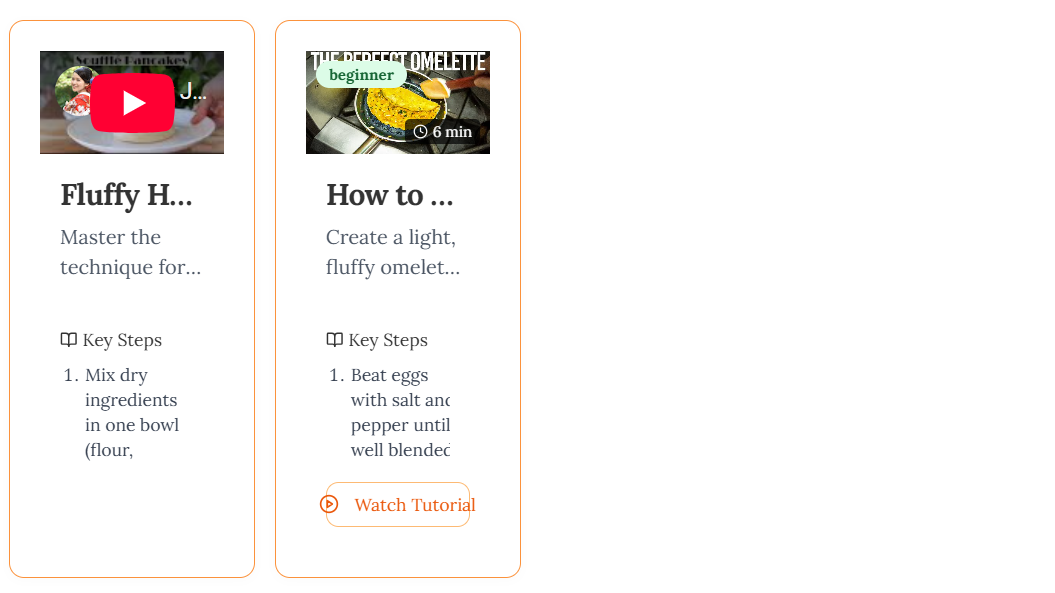 Souffle Pancakes
J...
Fluffy H...
Master the
technique for...
Key Steps
1. Mix dry
ingredients
in one bowl
(flour,
THE PERFECT OMELETTE
beginner
6 min
How to ...
Create a light,
fluffy omelet...
Key Steps
1. Beat eggs
with salt and
pepper until
well blended
Watch Tutorial